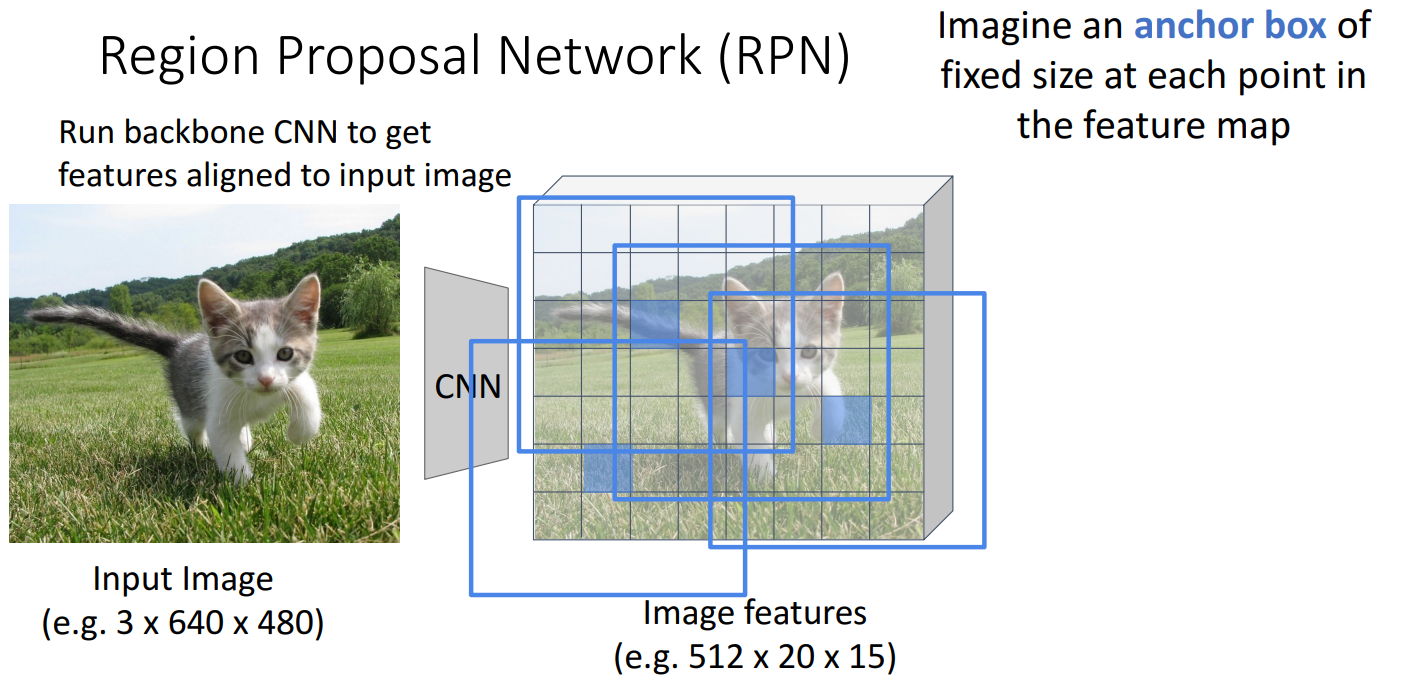 Region Proposal Network (RPN)
Imagine an anchor box of
fixed size at each point in
the feature map
Run backbone CNN to get
features aligned to input image
CNN
Input Image
(e.g. 3 x 640 x 480)
Image features
(e.g. 512 x 20 x 15)